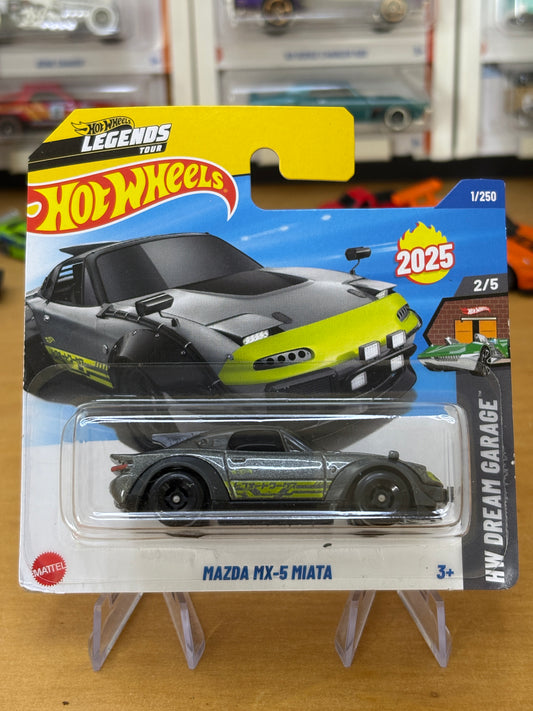 HOT WHEELS
LEGENDS
TOUR
HOT WHEELS
1/250
2025
2/5
HW DREAM GARAGE™
MATTEL
MAZDA MX-5 MIATA
3+